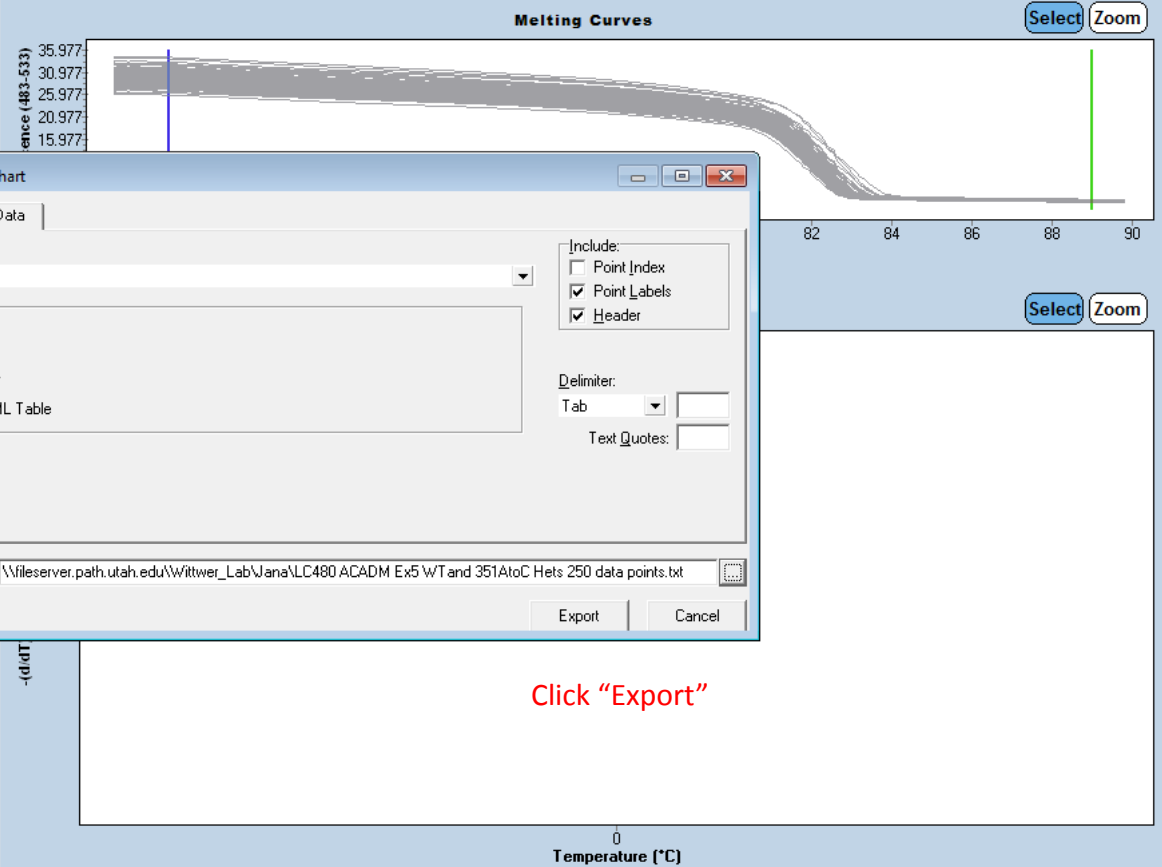 Melting Curves
Select Zoom
35.977
30.977
25.977
20.977
15.977
ence (483-533)
hart
Data
82 84 86 88 90
Include:
Point Index
Point Labels
Header
Select Zoom
Delimiter:
Tab
ML Table
Text Quotes:
\\fileserver.path.utah.edu\Wittwer_Lab\Jana\LC480 ACADM Ex5 WTand 351AtoC Hets 250 data points.txt
...
Export Cancel
-(d/dT)
Click “Export”
0
Temperature (°C)